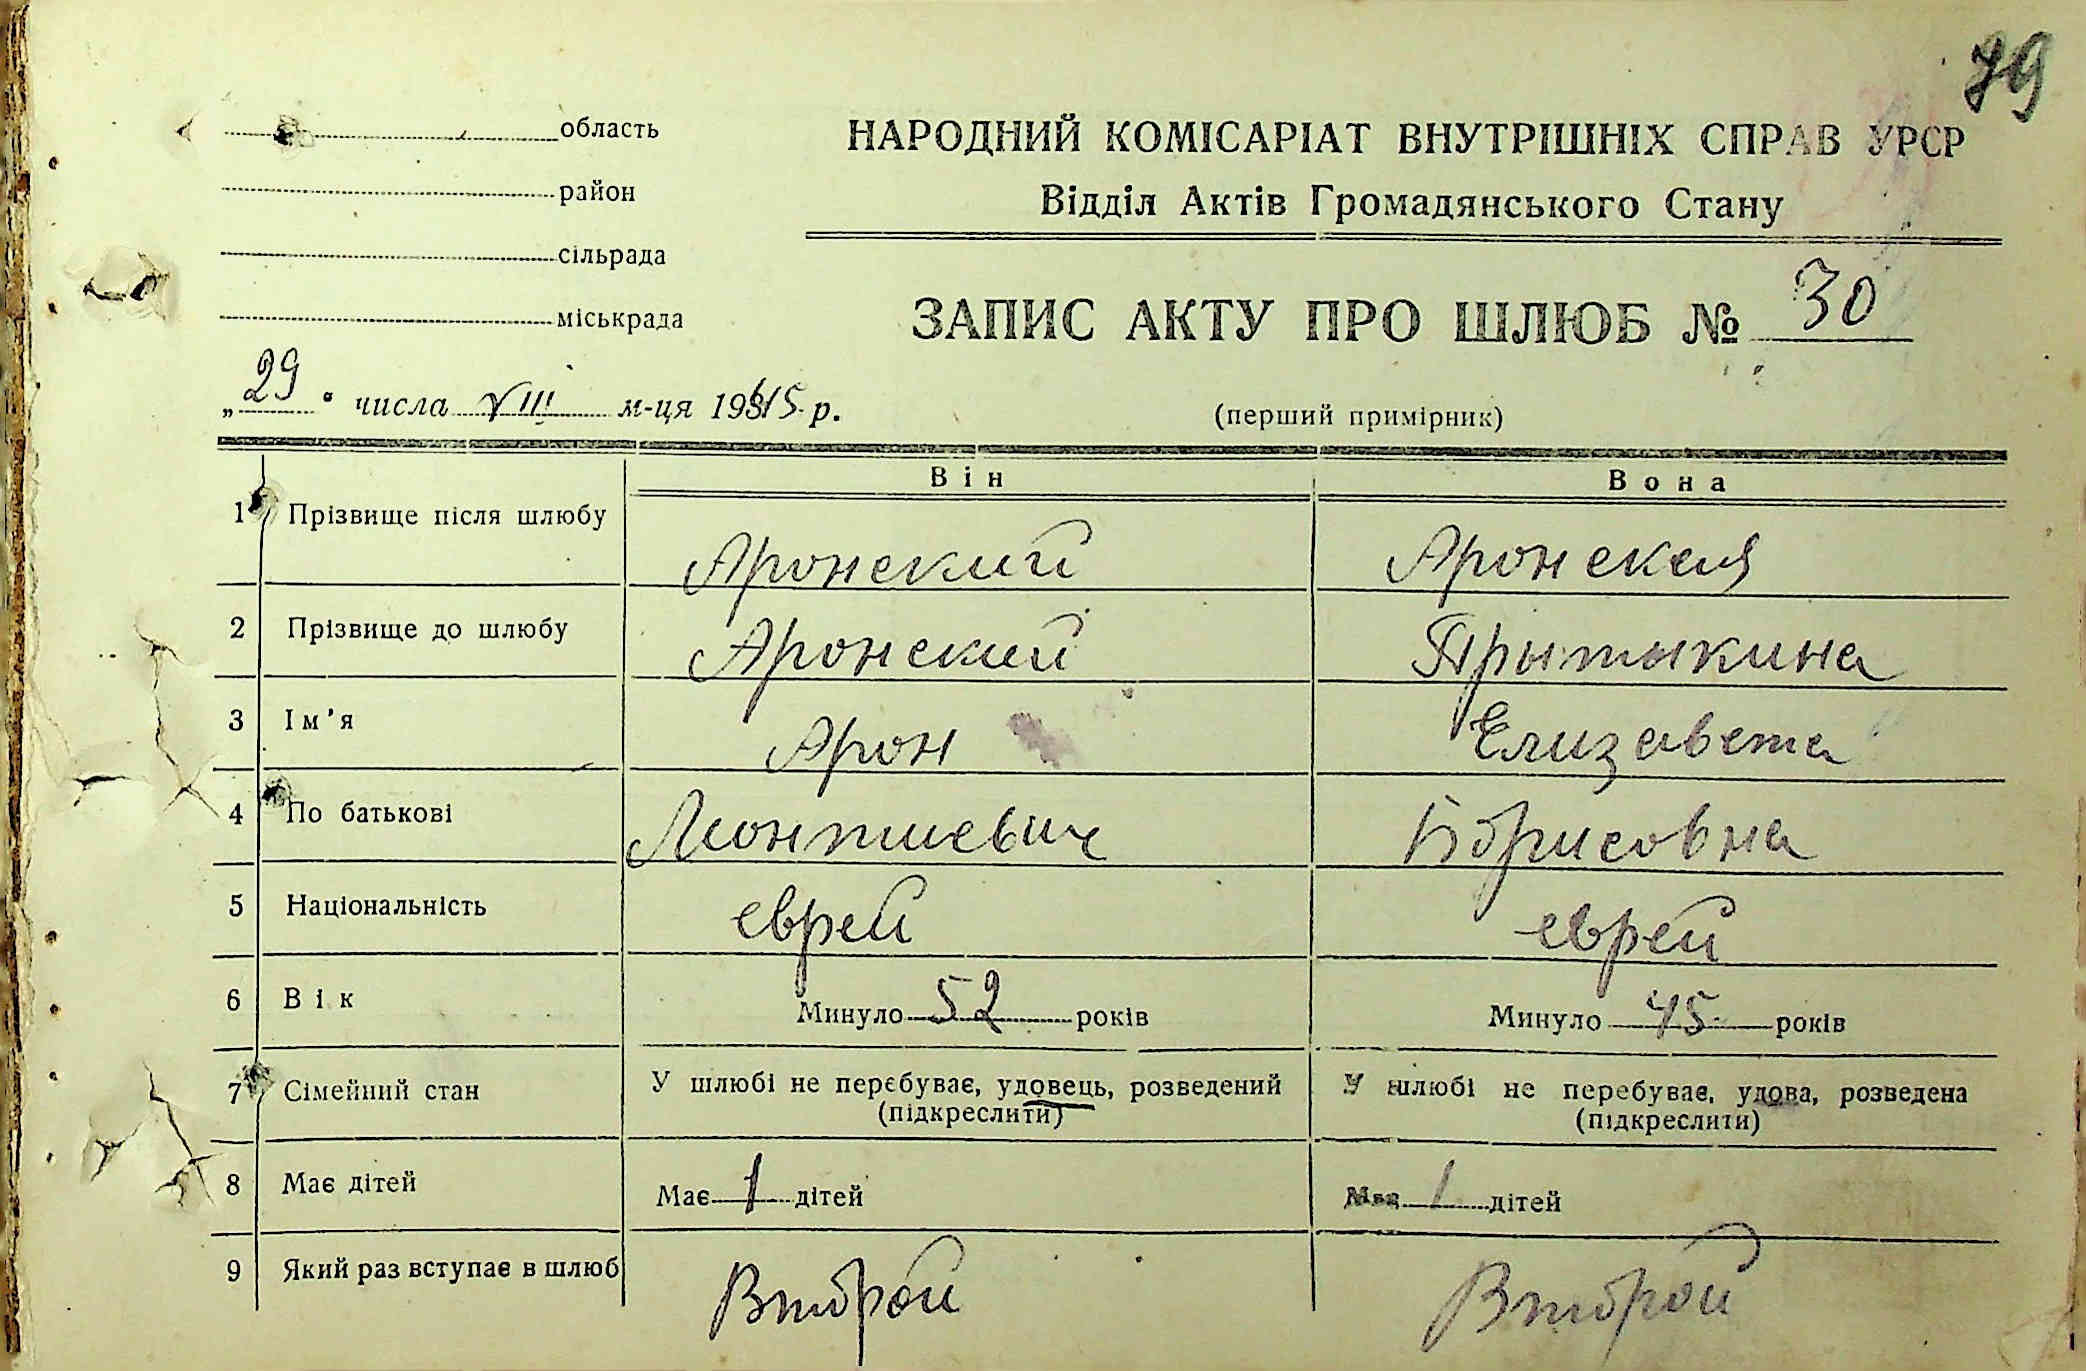 79
область
район
сільрада
міськрада
НАРОДНИЙ КОМІСАРІАТ ВНУТРІШНІХ СПРАВ УРСР
Відділ Актів Громадянського Стану
ЗАПИС АКТУ ПРО ШЛЮБ № 30
„29" числа VIII м-ця 1945 р.
(перший примірник)
Він Вона
1 Прізвище після шлюбу Аронский Аронская
2 Прізвище до шлюбу Аронский Прытыкина
3 Ім'я Арон Елизавета
4 По батькові Леонтиевич Борисовна
5 Національність еврей еврей
6 Вік Минуло 52 років Минуло 45 років
7 Сімейний стан У шлюбі не перебуває, удовець, розведений У шлюбі не перебуває, удова, розведена
(підкреслити) (підкреслити)
8 Має дітей Має 1 дітей Має 1 дітей
9 Який раз вступає в шлюб Второй Второй